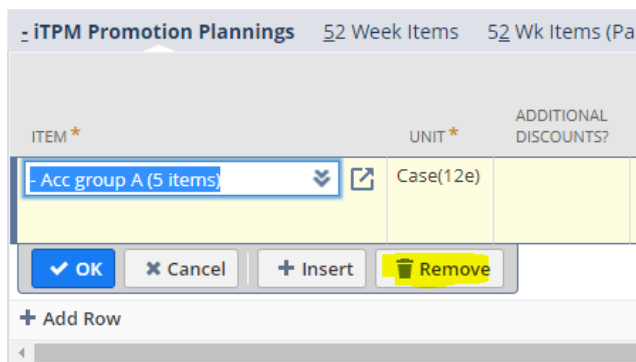 - iTPM Promotion Plannings 52 Week Items 52 Wk Items (Pa
ADDITIONAL
ITEM * UNIT * DISCOUNTS?
- Acc group A (5 items) Case(12e)
OK Cancel + Insert Remove
+ Add Row